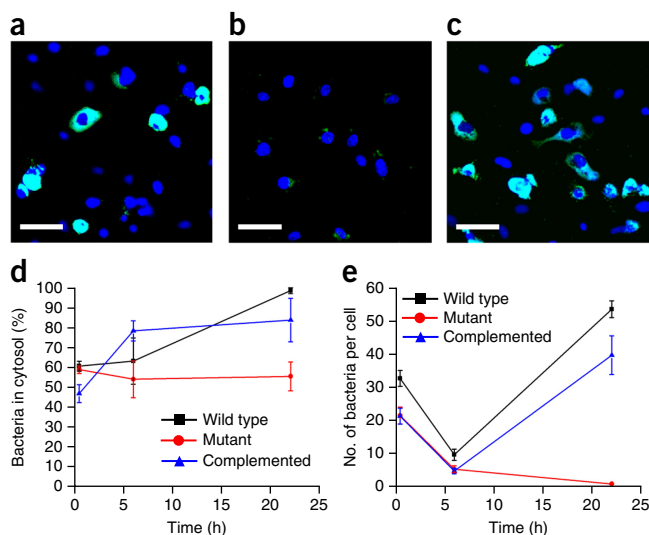 a
b
c
d
Bacteria in cytosol (%)
100
90
80
70
60
50
40
30
20
10
0
Wild type
Mutant
Complemented
0 5 10 15 20 25
Time (h)
e
No. of bacteria per cell
60
50
40
30
20
10
0
Wild type
Mutant
Complemented
0 5 10 15 20 25
Time (h)